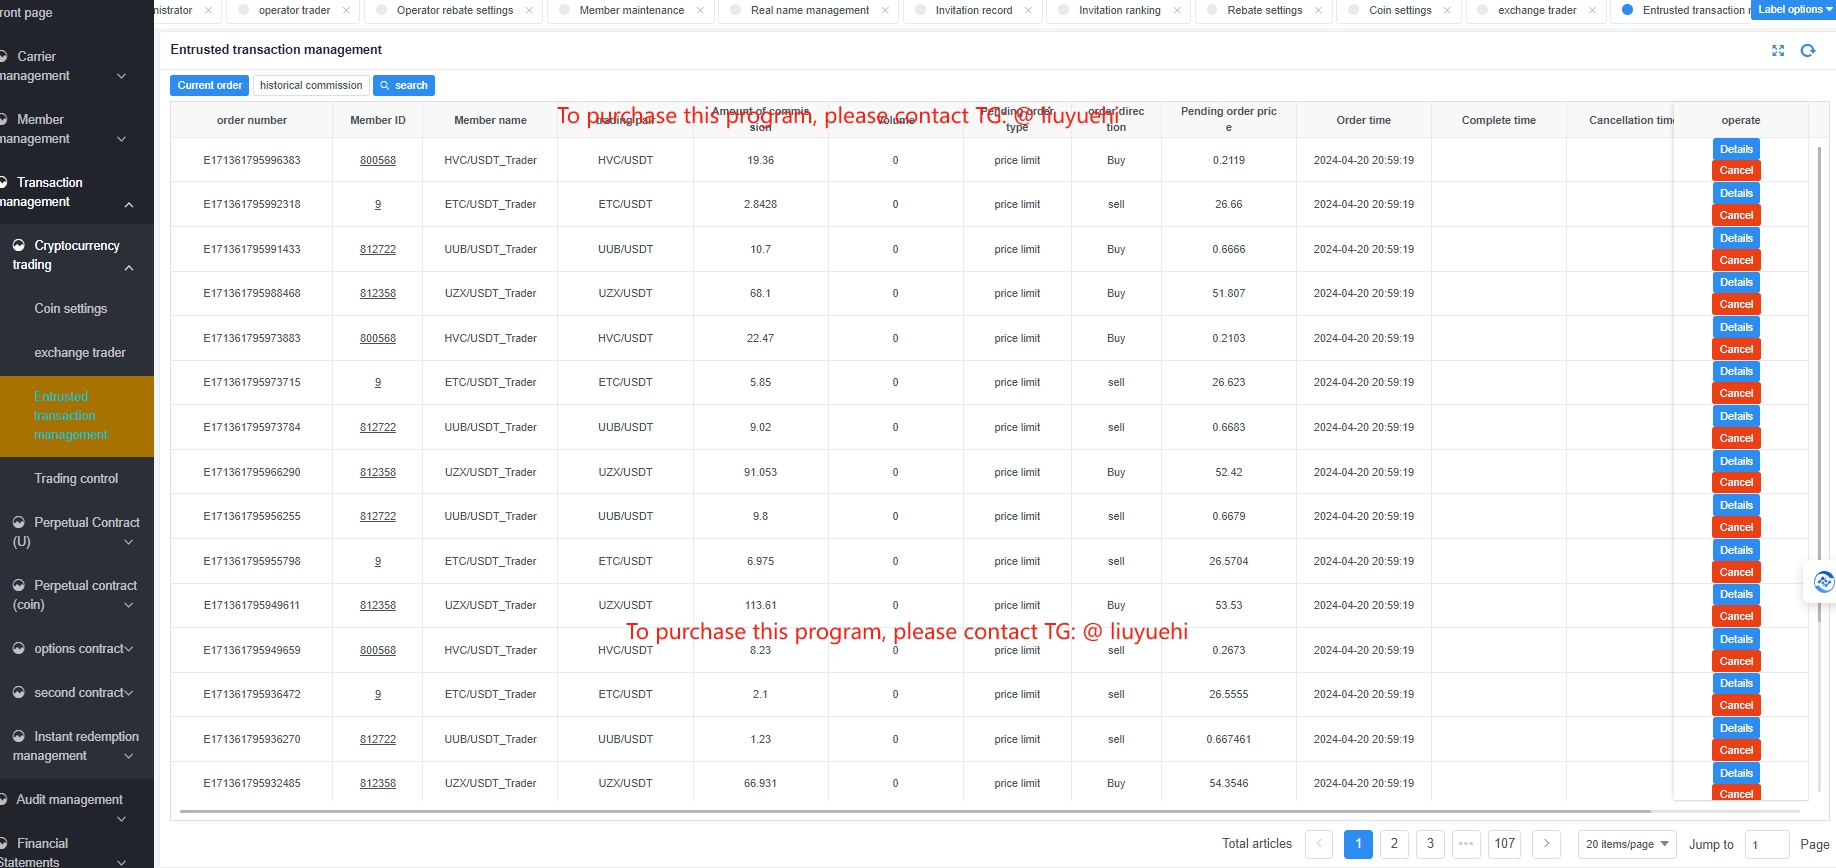 ront page
Carrier
management
Member
management
Transaction
management
Cryptocurrency
trading
Coin settings
exchange trader
Entrusted
transaction
management
Trading control
Perpetual Contract
(U)
Perpetual contract
(coin)
options contract
second contract
Instant redemption
management
Audit management
Financial
Statements
nistrator × operator trader × Operator rebate settings × Member maintenance × Real name management × Invitation record × Invitation ranking × Rebate settings × Coin settings × exchange trader × Entrusted transaction Label options
Entrusted transaction management
Current order historical commission search
To purchase this program, please contact TG: @ liuyuehi
order number Member ID Member name trading pair Amount of commission Volume Pending order type order direction Pending order price Order time Complete time Cancellation time operate
E171361795996383 800568 HVC/USDT_Trader HVC/USDT 19.36 0 price limit Buy 0.2119 2024-04-20 20:59:19 Details Cancel
E171361795992318 9 ETC/USDT_Trader ETC/USDT 2.8428 0 price limit sell 26.66 2024-04-20 20:59:19 Details Cancel
E171361795991433 812722 UUB/USDT_Trader UUB/USDT 10.7 0 price limit Buy 0.6666 2024-04-20 20:59:19 Details Cancel
E171361795988468 812358 UZX/USDT_Trader UZX/USDT 68.1 0 price limit Buy 51.807 2024-04-20 20:59:19 Details Cancel
E171361795973883 800568 HVC/USDT_Trader HVC/USDT 22.47 0 price limit Buy 0.2103 2024-04-20 20:59:19 Details Cancel
E171361795973715 9 ETC/USDT_Trader ETC/USDT 5.85 0 price limit sell 26.623 2024-04-20 20:59:19 Details Cancel
E171361795973784 812722 UUB/USDT_Trader UUB/USDT 9.02 0 price limit sell 0.6683 2024-04-20 20:59:19 Details Cancel
E171361795966290 812358 UZX/USDT_Trader UZX/USDT 91.053 0 price limit Buy 52.42 2024-04-20 20:59:19 Details Cancel
E171361795956255 812722 UUB/USDT_Trader UUB/USDT 9.8 0 price limit sell 0.6679 2024-04-20 20:59:19 Details Cancel
E171361795955798 9 ETC/USDT_Trader ETC/USDT 6.975 0 price limit sell 26.5704 2024-04-20 20:59:19 Details Cancel
E171361795949611 812358 UZX/USDT_Trader UZX/USDT 113.61 0 price limit Buy 53.53 2024-04-20 20:59:19 Details Cancel
To purchase this program, please contact TG: @ liuyuehi
E171361795949659 800568 HVC/USDT_Trader HVC/USDT 8.23 0 price limit sell 0.2673 2024-04-20 20:59:19 Details Cancel
E171361795936472 9 ETC/USDT_Trader ETC/USDT 2.1 0 price limit sell 26.5555 2024-04-20 20:59:19 Details Cancel
E171361795936270 812722 UUB/USDT_Trader UUB/USDT 1.23 0 price limit sell 0.667461 2024-04-20 20:59:19 Details Cancel
E171361795932485 812358 UZX/USDT_Trader UZX/USDT 66.931 0 price limit Buy 54.3546 2024-04-20 20:59:19 Details Cancel
Total articles < 1 2 3 ··· 107 > 20 items/page Jump to 1 Page